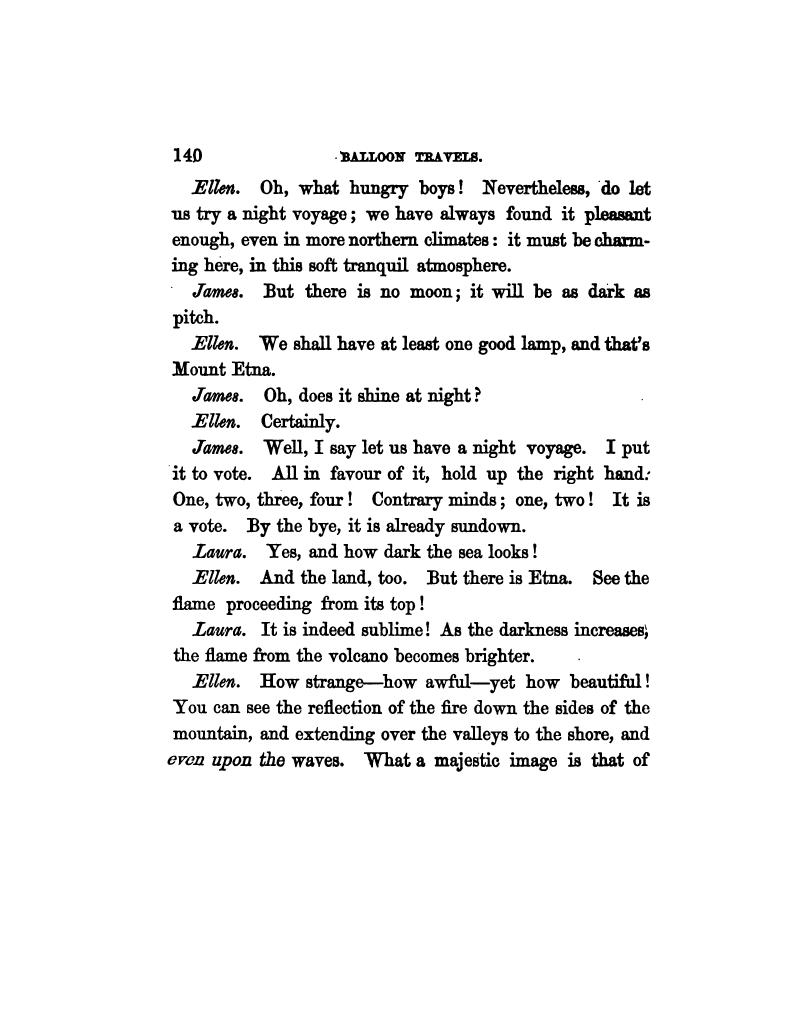 140 BALLOON TRAVELS.
Ellen. Oh, what hungry boys! Nevertheless, do let
us try a night voyage; we have always found it pleasant
enough, even in more northern climates: it must be charm-
ing here, in this soft tranquil atmosphere.
James. But there is no moon; it will be as dark as
pitch.
Ellen. We shall have at least one good lamp, and that's
Mount Etna.
James. Oh, does it shine at night?
Ellen. Certainly.
James. Well, I say let us have a night voyage. I put
it to vote. All in favour of it, hold up the right hand.
One, two, three, four! Contrary minds; one, two! It is
a vote. By the bye, it is already sundown.
Laura. Yes, and how dark the sea looks!
Ellen. And the land, too. But there is Etna. See the
flame proceeding from its top!
Laura. It is indeed sublime! As the darkness increases,
the flame from the volcano becomes brighter.
Ellen. How strange—how awful—yet how beautiful!
You can see the reflection of the fire down the sides of the
mountain, and extending over the valleys to the shore, and
even upon the waves. What a majestic image is that of